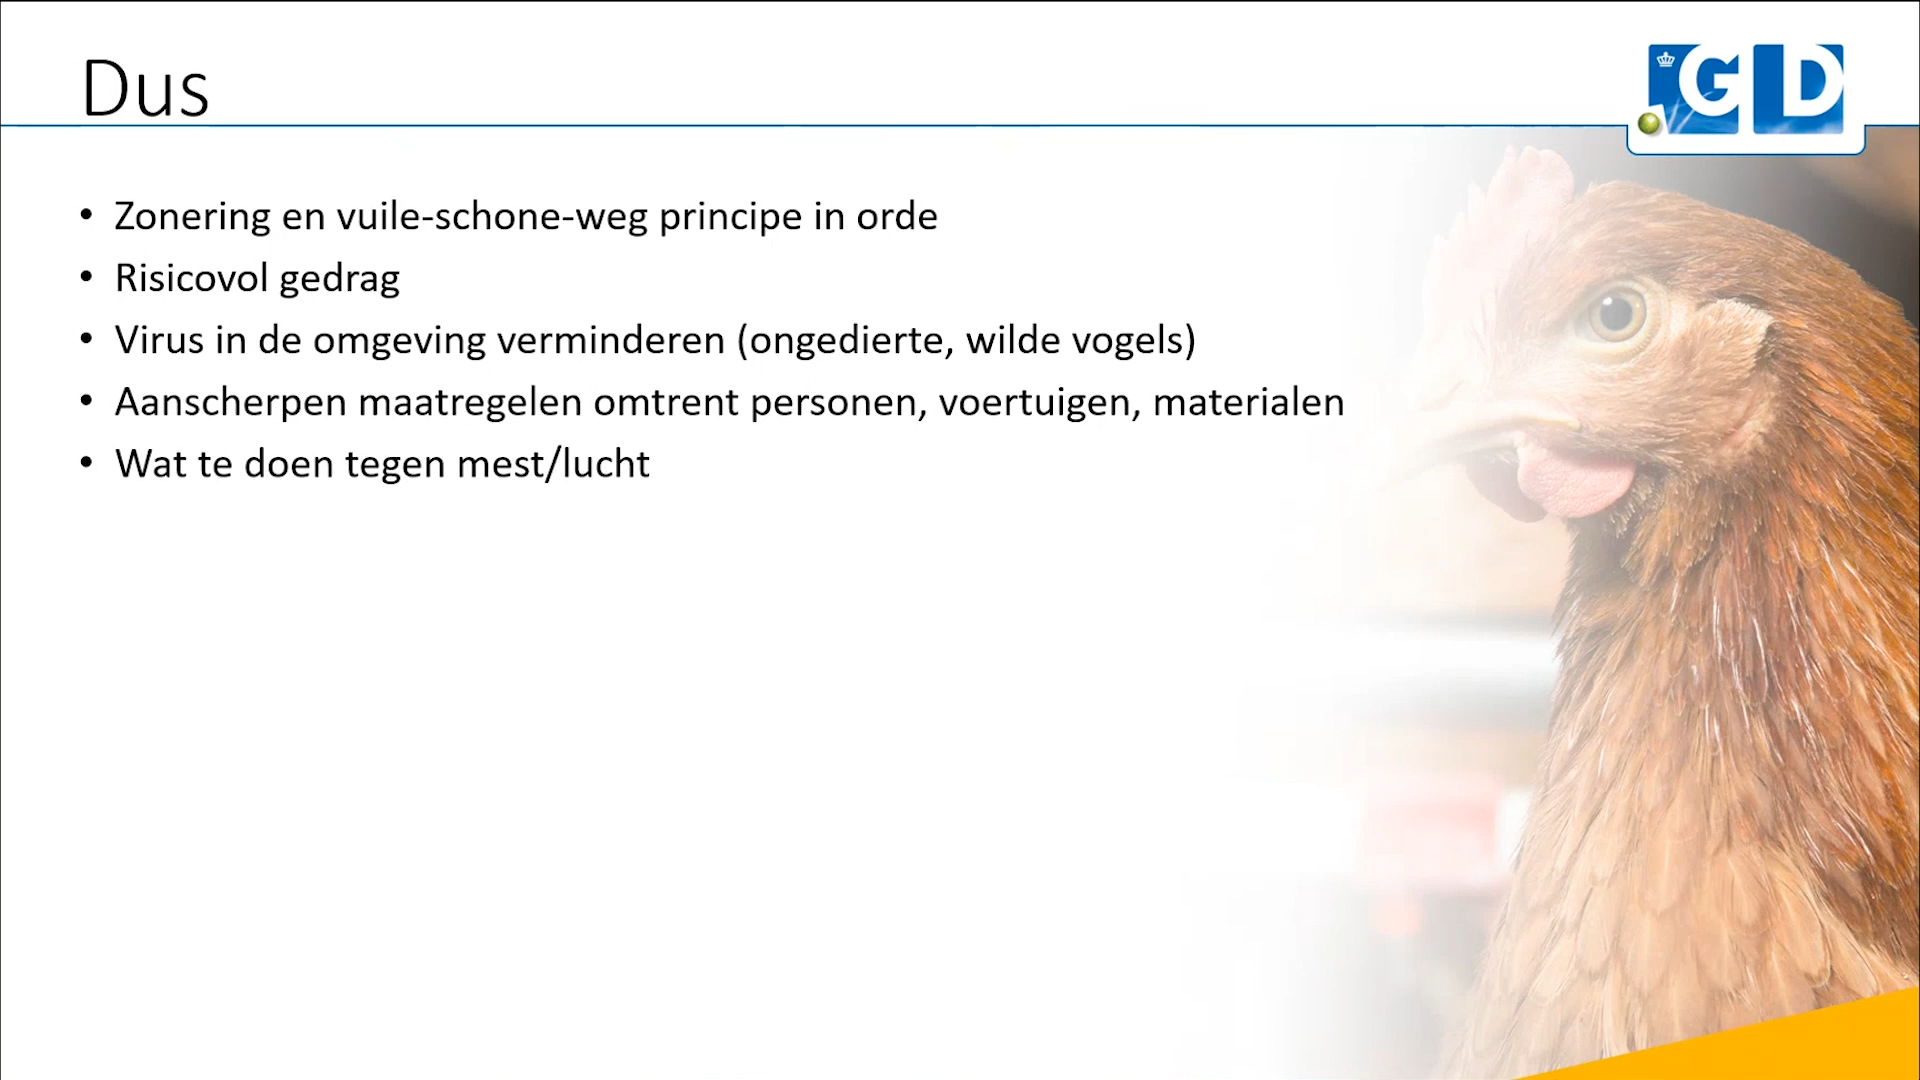 Dus
GD
• Zonering en vuile-schone-weg principe in orde
• Risicovol gedrag
• Virus in de omgeving verminderen (ongedierte, wilde vogels)
• Aanscherpen maatregelen omtrent personen, voertuigen, materialen
• Wat te doen tegen mest/lucht